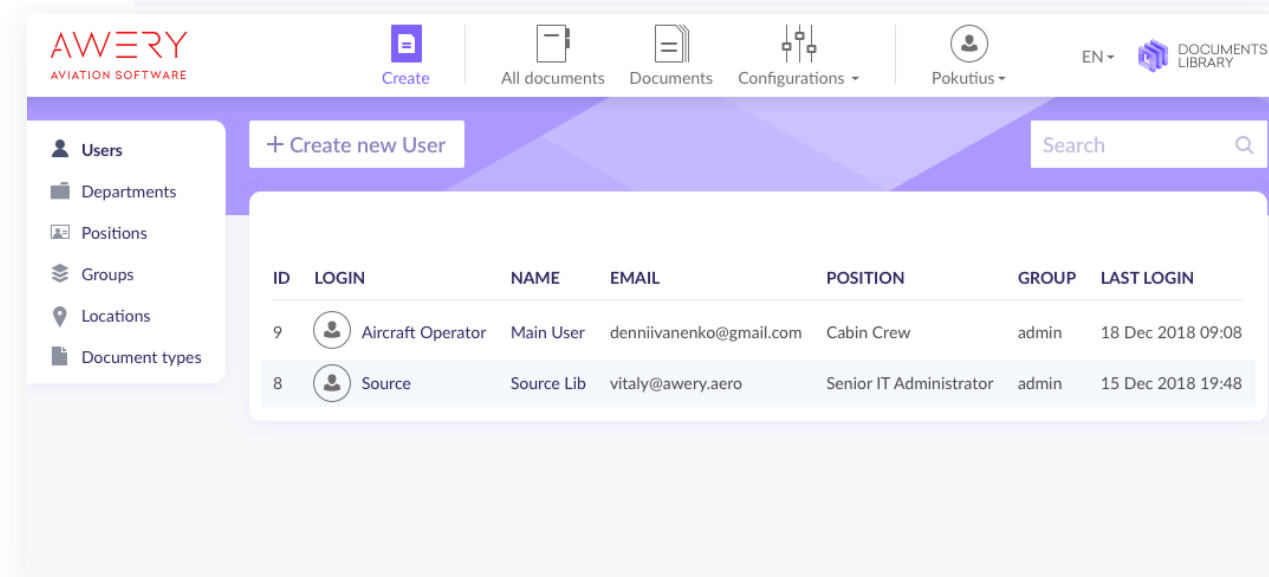 AWERY
AVIATION SOFTWARE
Create
All documents
Documents
Configurations
Pokutius
EN
DOCUMENTS
LIBRARY
Users
Departments
Positions
Groups
Locations
Document types
+ Create new User
Search
ID LOGIN NAME EMAIL POSITION GROUP LAST LOGIN
9 Aircraft Operator Main User denniivanenko@gmail.com Cabin Crew admin 18 Dec 2018 09:08
8 Source Source Lib vitaly@awery.aero Senior IT Administrator admin 15 Dec 2018 19:48